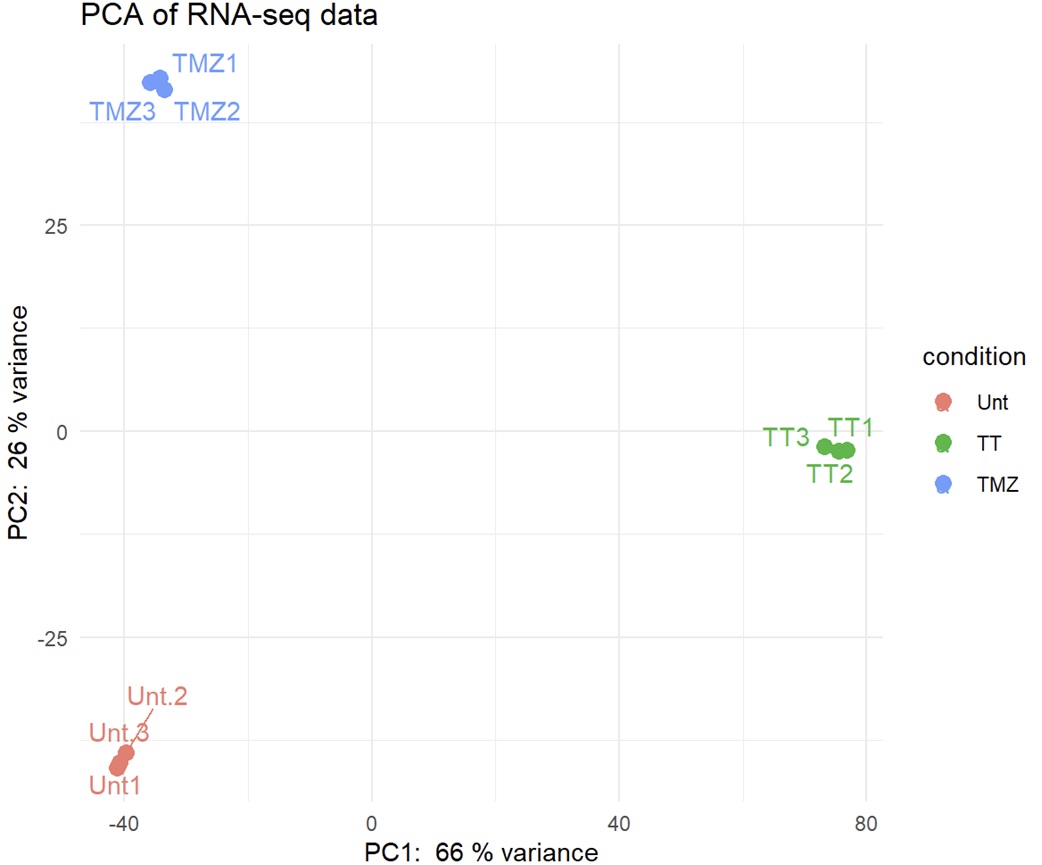 PCA of RNA-seq data
TMZ1
TMZ3 TMZ2
25
0
-25
PC2: 26 % variance
TT1
TT3
TT2
Unt.2
Unt.3
Unt1
-40 0 40 80
PC1: 66 % variance
condition
Unt
TT
TMZ